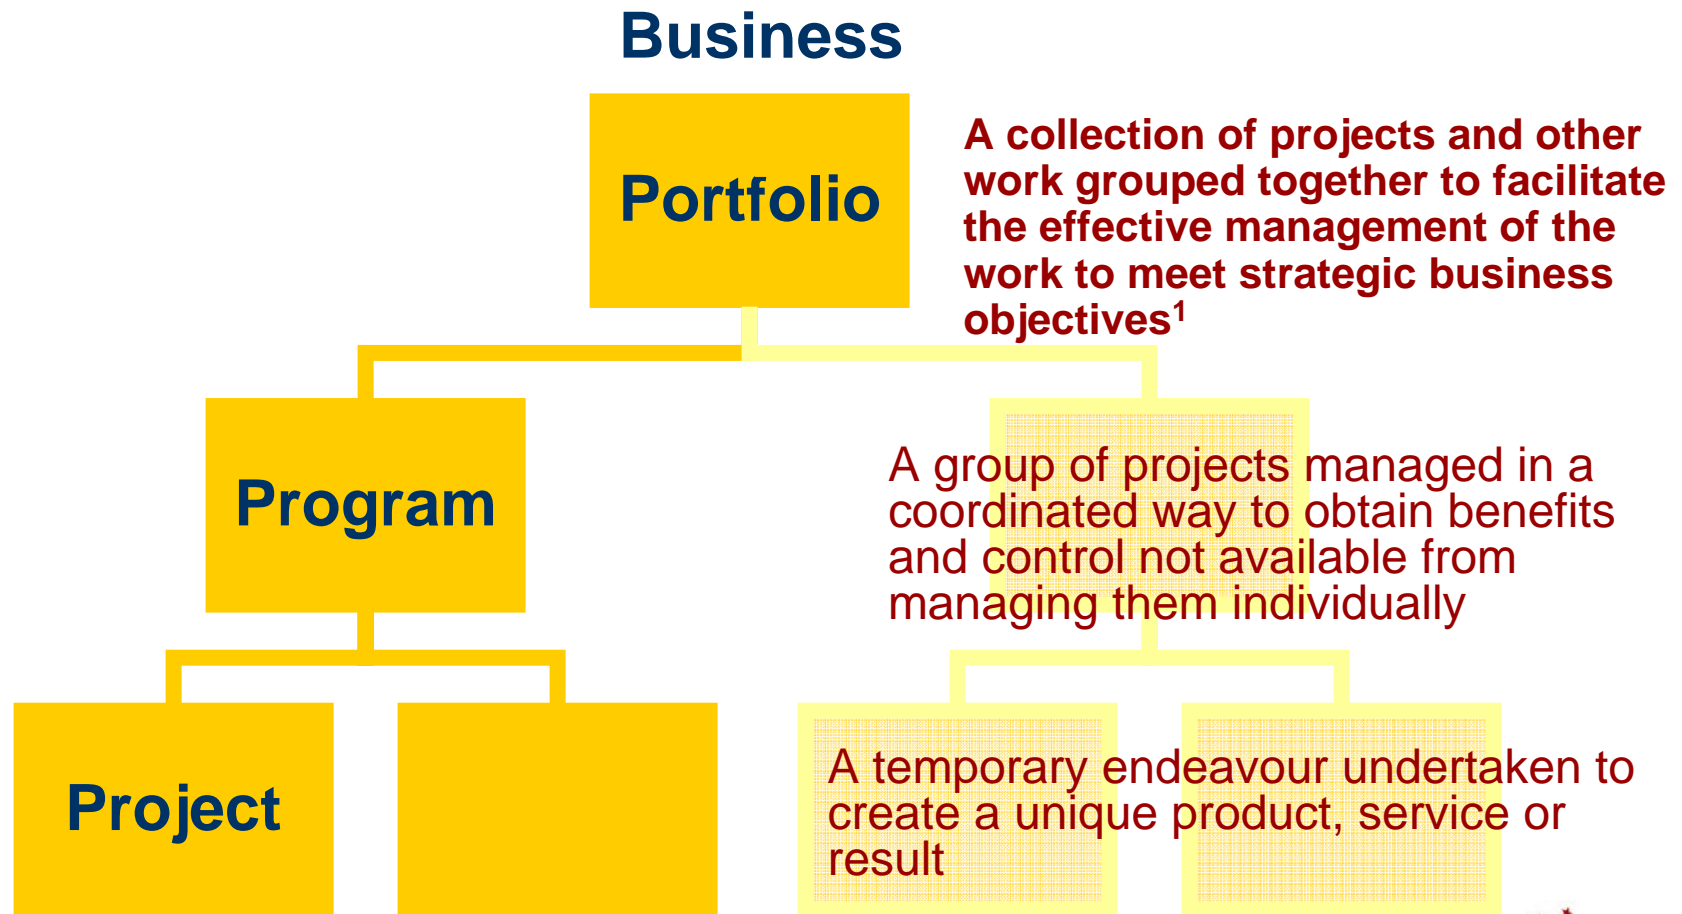 Business
Portfolio
A collection of projects and other
work grouped together to facilitate
the effective management of the
work to meet strategic business
objectives¹
Program
A group of projects managed in a
coordinated way to obtain benefits
and control not available from
managing them individually
Project
A temporary endeavour undertaken to
create a unique product, service or
result